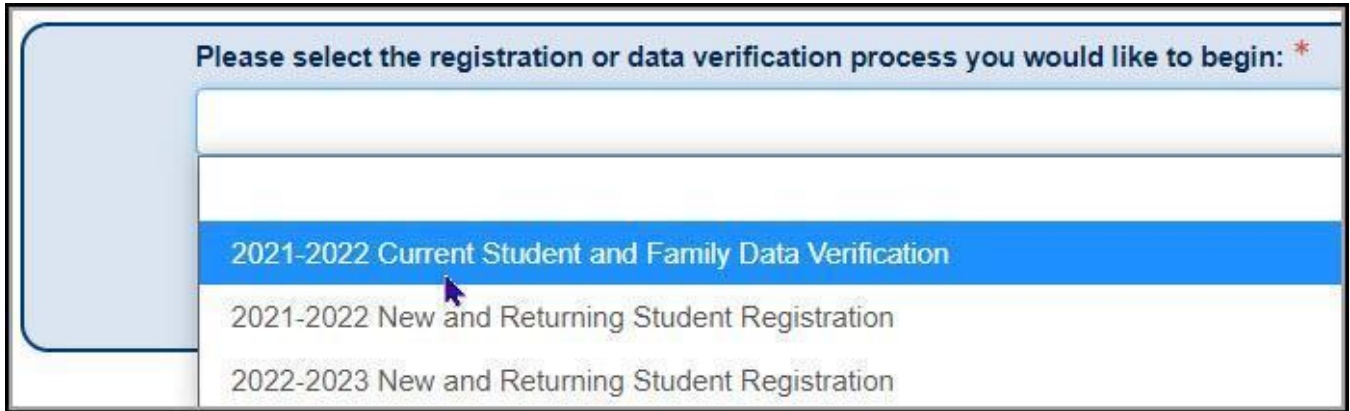 Please select the registration or data verification process you would like to begin: *
2021-2022 Current Student and Family Data Verification
2021-2022 New and Returning Student Registration
2022-2023 New and Returning Student Registration